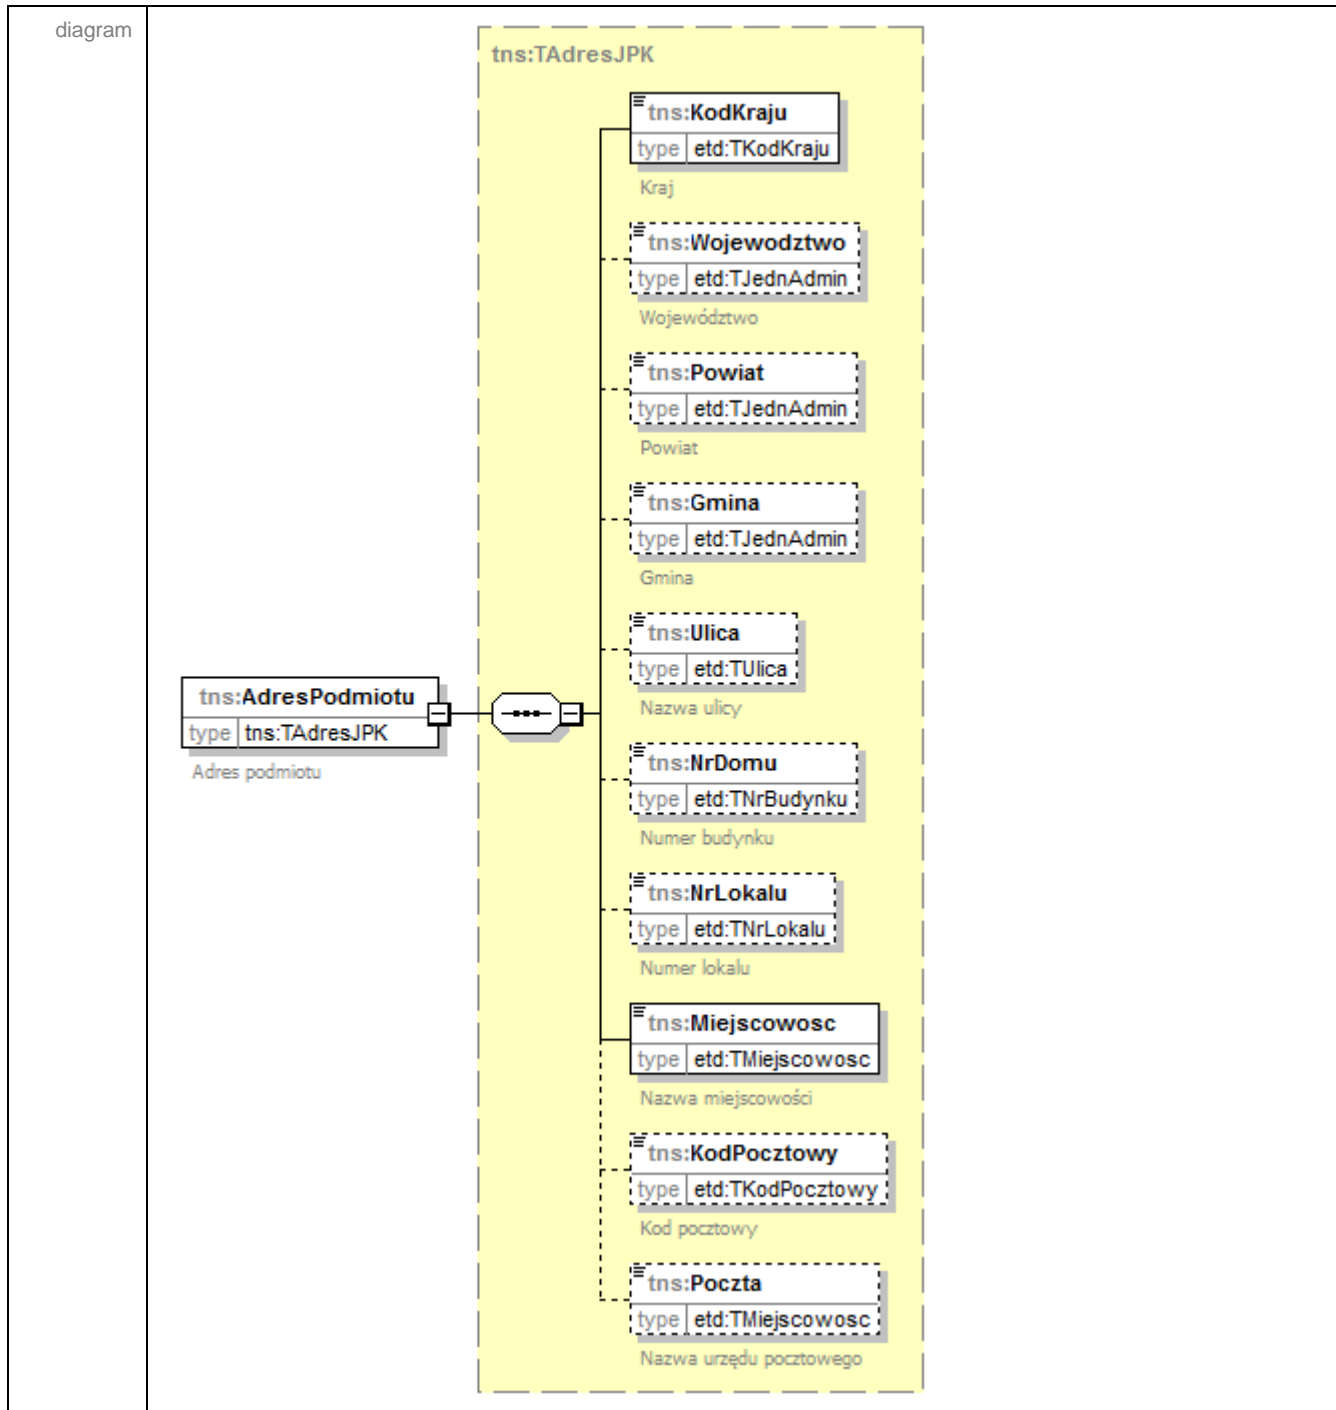 diagram
tns:TAdresJPK
tns:KodKraju
type etd:TKodKraju
Kraj
tns:Wojewodztwo
type etd:TJednAdmin
Województwo
tns:Powiat
type etd:TJednAdmin
Powiat
tns:Gmina
type etd:TJednAdmin
Gmina
tns:Ulica
type etd:TUlica
Nazwa ulicy
tns:AdresPodmiotu
type tns:TAdresJPK
Adres podmiotu
tns:NrDomu
type etd:TNrBudynku
Numer budynku
tns:NrLokalu
type etd:TNrLokalu
Numer lokalu
tns:Miejscowosc
type etd:TMiejscowosc
Nazwa miejscowości
tns:KodPocztowy
type etd:TKodPocztowy
Kod pocztowy
tns:Poczta
type etd:TMiejscowosc
Nazwa urzędu pocztowego